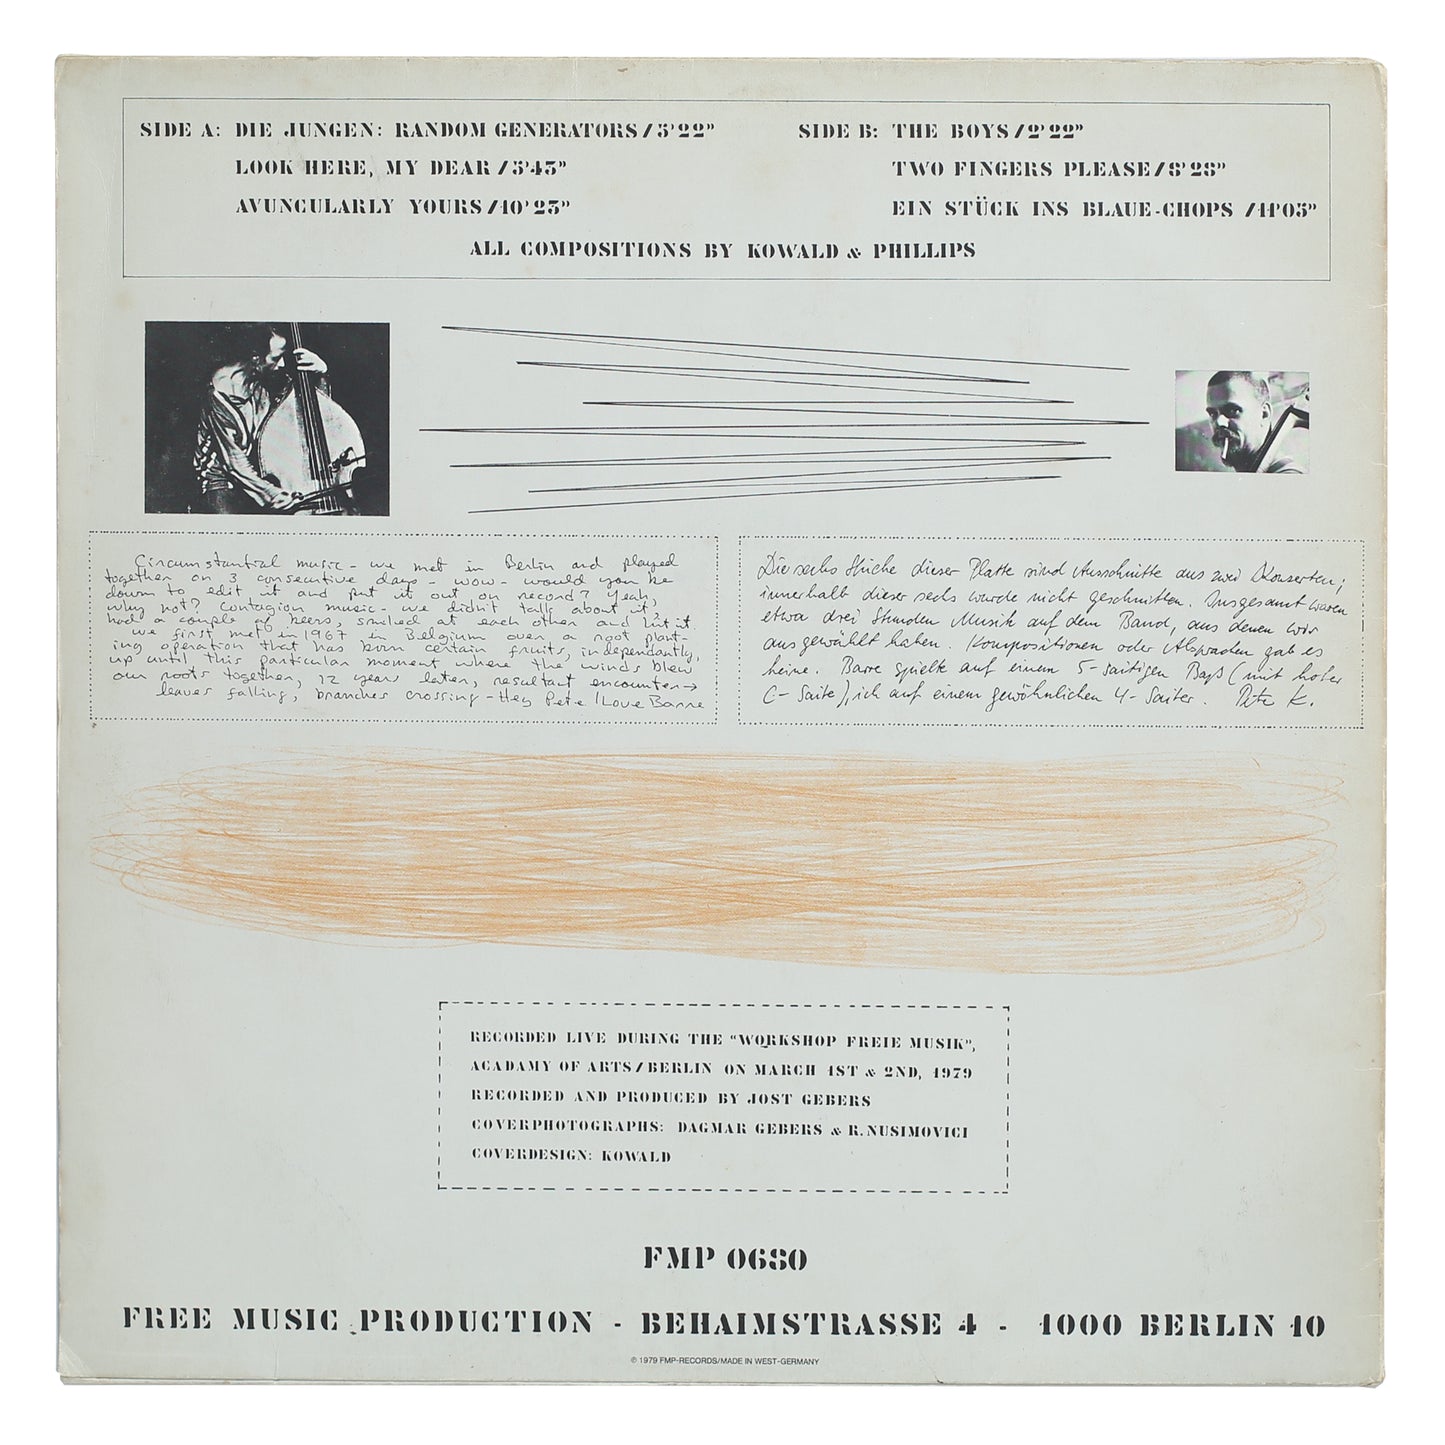 SIDE A: DIE JUNGEN: RANDOM GENERATORS/5'22"
LOOK HERE, MY DEAR/5'43"
AVUNCULARLY YOURS/10'23"
SIDE B: THE BOYS/2'22"
TWO FINGERS PLEASE/8'28"
EIN STÜCK INS BLAUE-CHOPS /11'05"
ALL COMPOSITIONS BY KOWALD & PHILLIPS
Circumstantial music - we met in Berlin and played
together on 3 consecutive days - wow - would you be
down to edit it and put it out on record? Yeah,
why not? Contagion music - we didn't talk about it,
had a couple of beers, smiled at each other and hit it.
we first met in 1967 in Belgium over a root plant-
ing operation that has born certain fruits, independantly,
up until this particular moment where the winds blew
our roots together, 12 years later, resultant encounter→
leaves falling, branches crossing - Hey Pete I Love Barre
Die sechs Stücke dieser Platte sind Ausschnitte aus zwei Konzerten;
innerhalb dieser sechs wurde nicht geschnitten. Insgesamt waren
etwa drei Stunden Musik auf dem Band, aus denen wir
ausgewählt haben. Kompositionen oder Absprachen gab es
keine. Barre spielt auf einem 5-saitigen Baß (mit hoher
C-Saite), ich auf einem gewöhnlichen 4-Saiter. Pete K.
RECORDED LIVE DURING THE "WORKSHOP FREIE MUSIK",
ACADAMY OF ARTS/BERLIN ON MARCH 1ST & 2ND, 1979
RECORDED AND PRODUCED BY JOST GEBERS
COVERPHOTOGRAPHS: DAGMAR GEBERS & R.NUSIMOVICI
COVERDESIGN: KOWALD
FMP 0680
FREE MUSIC PRODUCTION - BEHAIMSTRASSE 4 - 1000 BERLIN 10
© 1979 FMP-RECORDS/MADE IN WEST-GERMANY